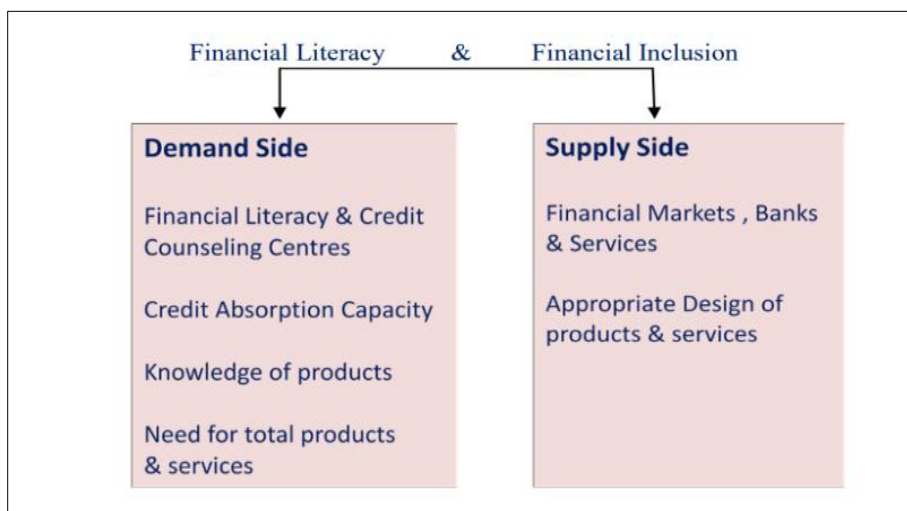 Financial Literacy & Financial Inclusion
Demand Side
Financial Literacy & Credit
Counseling Centres
Credit Absorption Capacity
Knowledge of products
Need for total products
& services
Supply Side
Financial Markets , Banks
& Services
Appropriate Design of
products & services